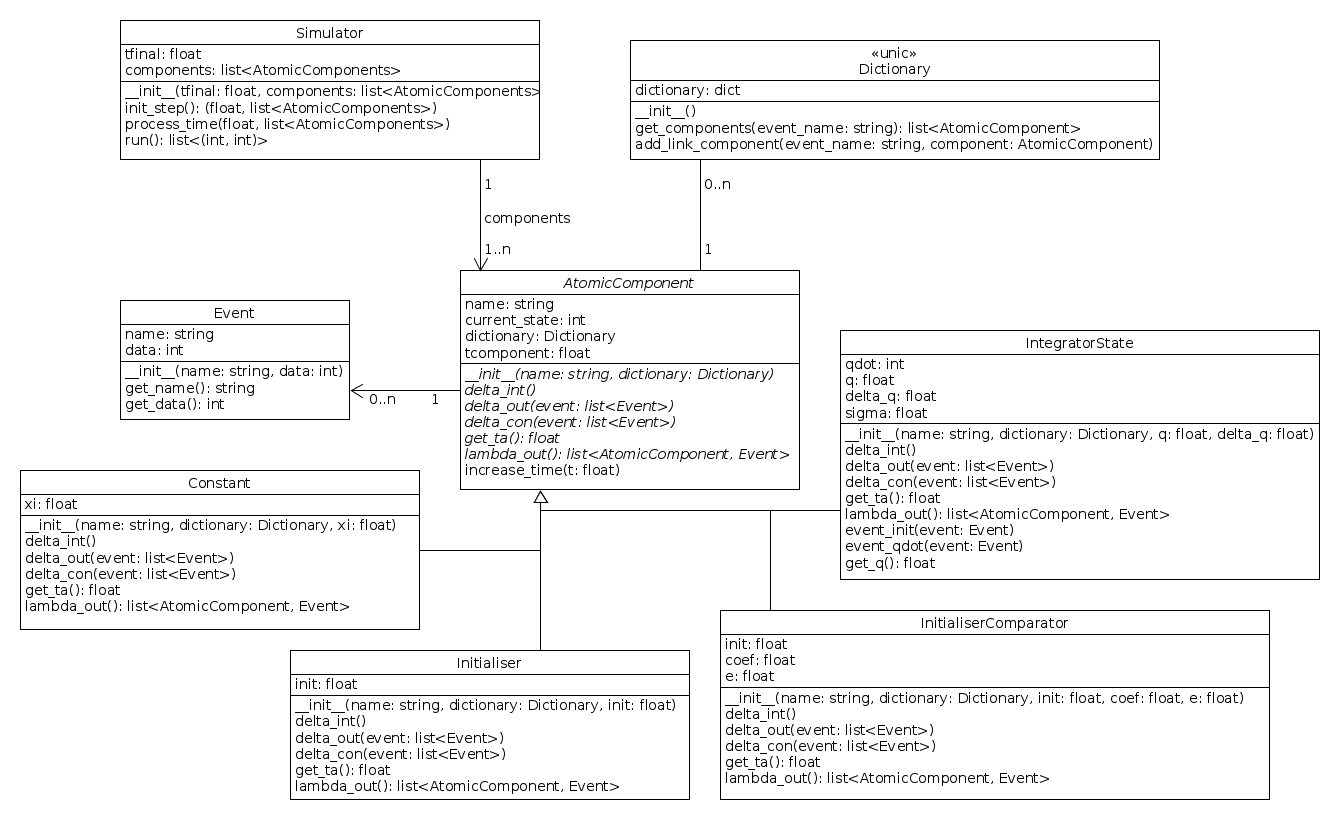 Simulator
tfinal: float
components: list<AtomicComponents>
__init__(tfinal: float, components: list<AtomicComponents>
init_step(): (float, list<AtomicComponents>)
process_time(float, list<AtomicComponents>)
run(): list<(int, int)>
«unic»
Dictionary
dictionary: dict
__init__()
get_components(event_name: string): list<AtomicComponent>
add_link_component(event_name: string, component: AtomicComponent)
1
components
1..n
0..n
1
AtomicComponent
name: string
current_state: int
dictionary: Dictionary
tcomponent: float
__init__(name: string, dictionary: Dictionary)
delta_int()
delta_out(event: list<Event>)
delta_con(event: list<Event>)
get_ta(): float
lambda_out(): list<AtomicComponent, Event>
increase_time(t: float)
Event
name: string
data: int
__init__(name: string, data: int)
get_name(): string
get_data(): int
0..n
1
IntegratorState
qdot: int
q: float
delta_q: float
sigma: float
__init__(name: string, dictionary: Dictionary, q: float, delta_q: float)
delta_int()
delta_out(event: list<Event>)
delta_con(event: list<Event>)
get_ta(): float
lambda_out(): list<AtomicComponent, Event>
event_init(event: Event)
event_qdot(event: Event)
get_q(): float
Constant
xi: float
__init__(name: string, dictionary: Dictionary, xi: float)
delta_int()
delta_out(event: list<Event>)
delta_con(event: list<Event>)
get_ta(): float
lambda_out(): list<AtomicComponent, Event>
Initialiser
init: float
__init__(name: string, dictionary: Dictionary, init: float)
delta_int()
delta_out(event: list<Event>)
delta_con(event: list<Event>)
get_ta(): float
lambda_out(): list<AtomicComponent, Event>
InitialiserComparator
init: float
coef: float
e: float
__init__(name: string, dictionary: Dictionary, init: float, coef: float, e: float)
delta_int()
delta_out(event: list<Event>)
delta_con(event: list<Event>)
get_ta(): float
lambda_out(): list<AtomicComponent, Event>